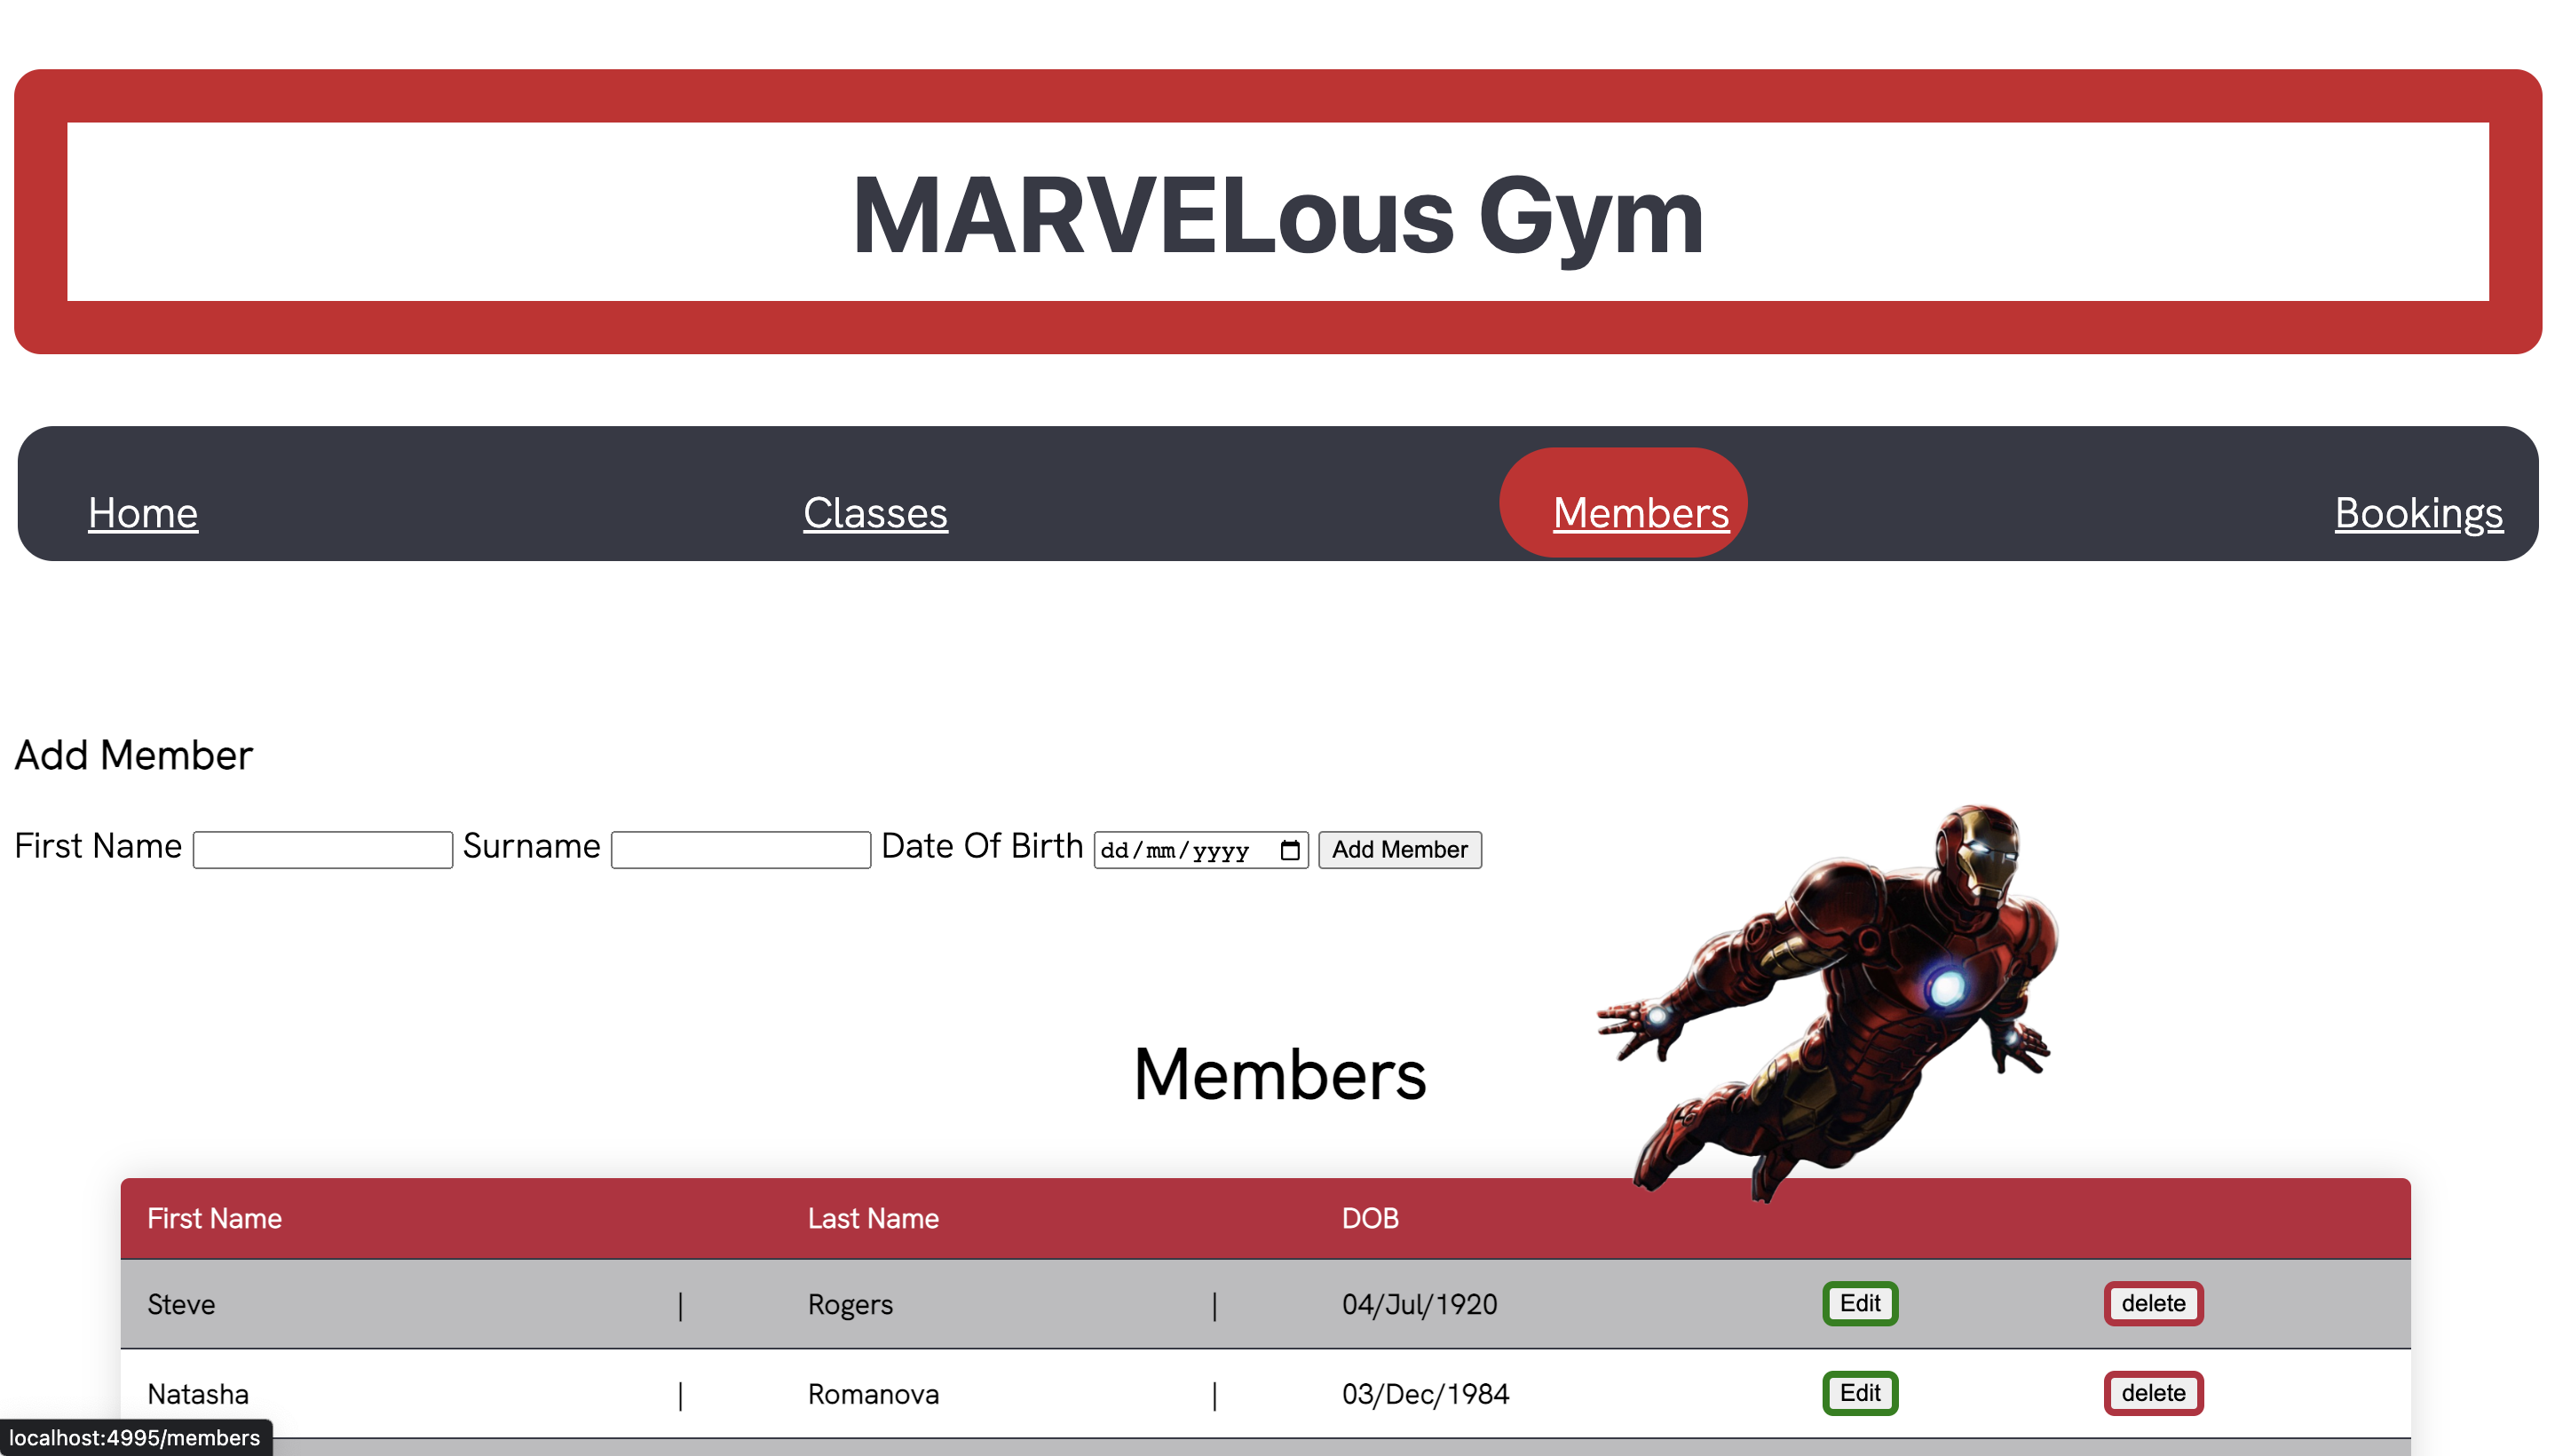 MARVELous Gym
Home Classes Members Bookings
Add Member
First Name Surname Date Of Birth dd/mm/yyyy Add Member
Members
First Name Last Name DOB
Steve | Rogers | 04/Jul/1920 Edit delete
Natasha | Romanova | 03/Dec/1984 Edit delete
localhost:4995/members